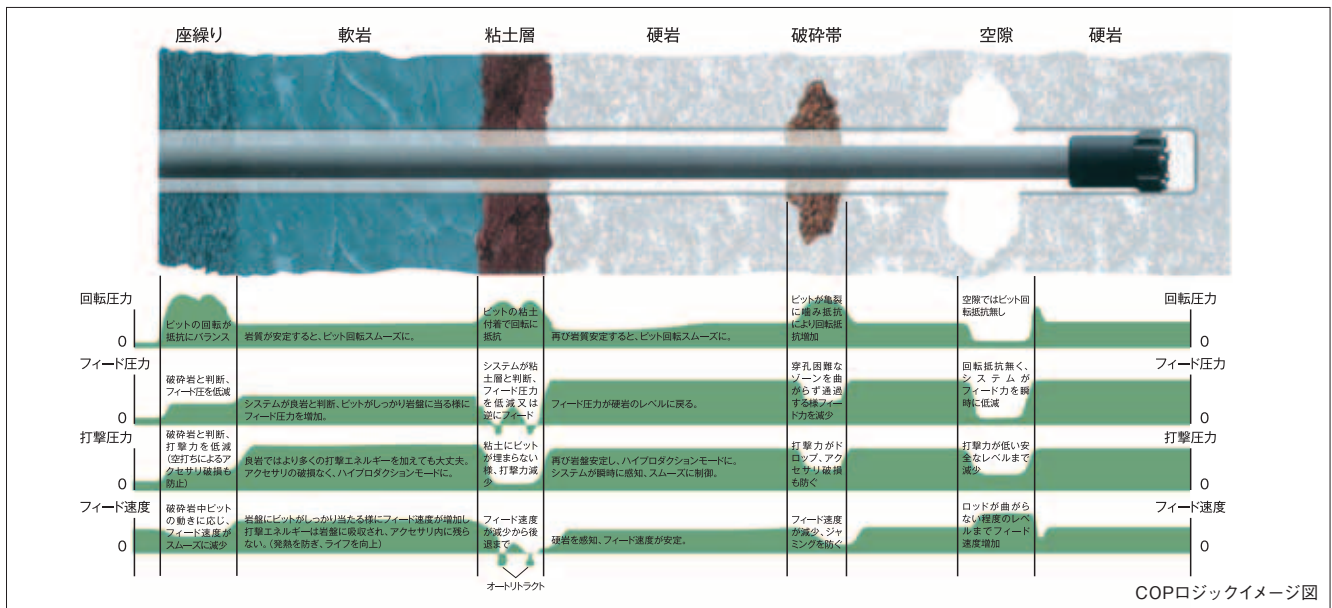 座繰り 軟岩 粘土層 硬岩 破砕帯 空隙 硬岩
回転圧力
0
ビットの回転が
抵抗にバランス
岩質が安定すると、ビット回転スムーズに。
ビットの粘土
付着で回転に
抵抗
再び岩質安定すると、ビット回転スムーズに。
ビットが亀裂
に噛み抵抗
により回転抵
抗増加
空隙ではビット回
転抵抗無し
回転圧力
0
フィード圧力
0
破砕岩と判断、
フィード圧を低減
システムが良岩と判断、ビットがしっかり岩盤に当る様に
フィード圧力を増加。
システムが粘
土層と判断、
フィード圧力
を低減又は
逆にフィード
フィード圧力が硬岩のレベルに戻る。
穿孔困難な
ゾーンを曲
がらず通過
する様フィー
ド力を減少
回転抵抗無く、
システムが
フィード力を瞬
時に低減
フィード圧力
0
打撃圧力
0
破砕岩と判断、
打撃力を低減
(空打ちによるア
クセサリ破損も
防止)
良岩ではより多くの打撃エネルギーを加えても大丈夫。
アクセサリの破損なく、ハイプロダクションモードに。
粘土にビット
が埋まらない
様、打撃力減
少
再び岩盤安定し、ハイプロダクションモードに。
システムが瞬時に感知、スムーズに制御。
打撃力がド
ロップ、アク
セサリ破損
も防ぐ
打撃力が低い安
全なレベルまで
減少
打撃圧力
0
フィード速度
0
破砕岩中ビット
の動きに応じ、
フィード速度が
スムーズに減少
岩盤にビットがしっかり当たる様にフィード速度が増加し
打撃エネルギーは岩盤に吸収され、アクセサリ内に残ら
ない。(発熱を防ぎ、ライフを向上)
フィード速度
が減少から後
退まで
硬岩を感知、フィード速度が安定。
フィード速度
が減少、ジャ
ミングを防ぐ
ロッドが曲がら
ない程度のレベ
ルまでフィード
速度増加
フィード速度
0
オートリトラクト
COPロジックイメージ図